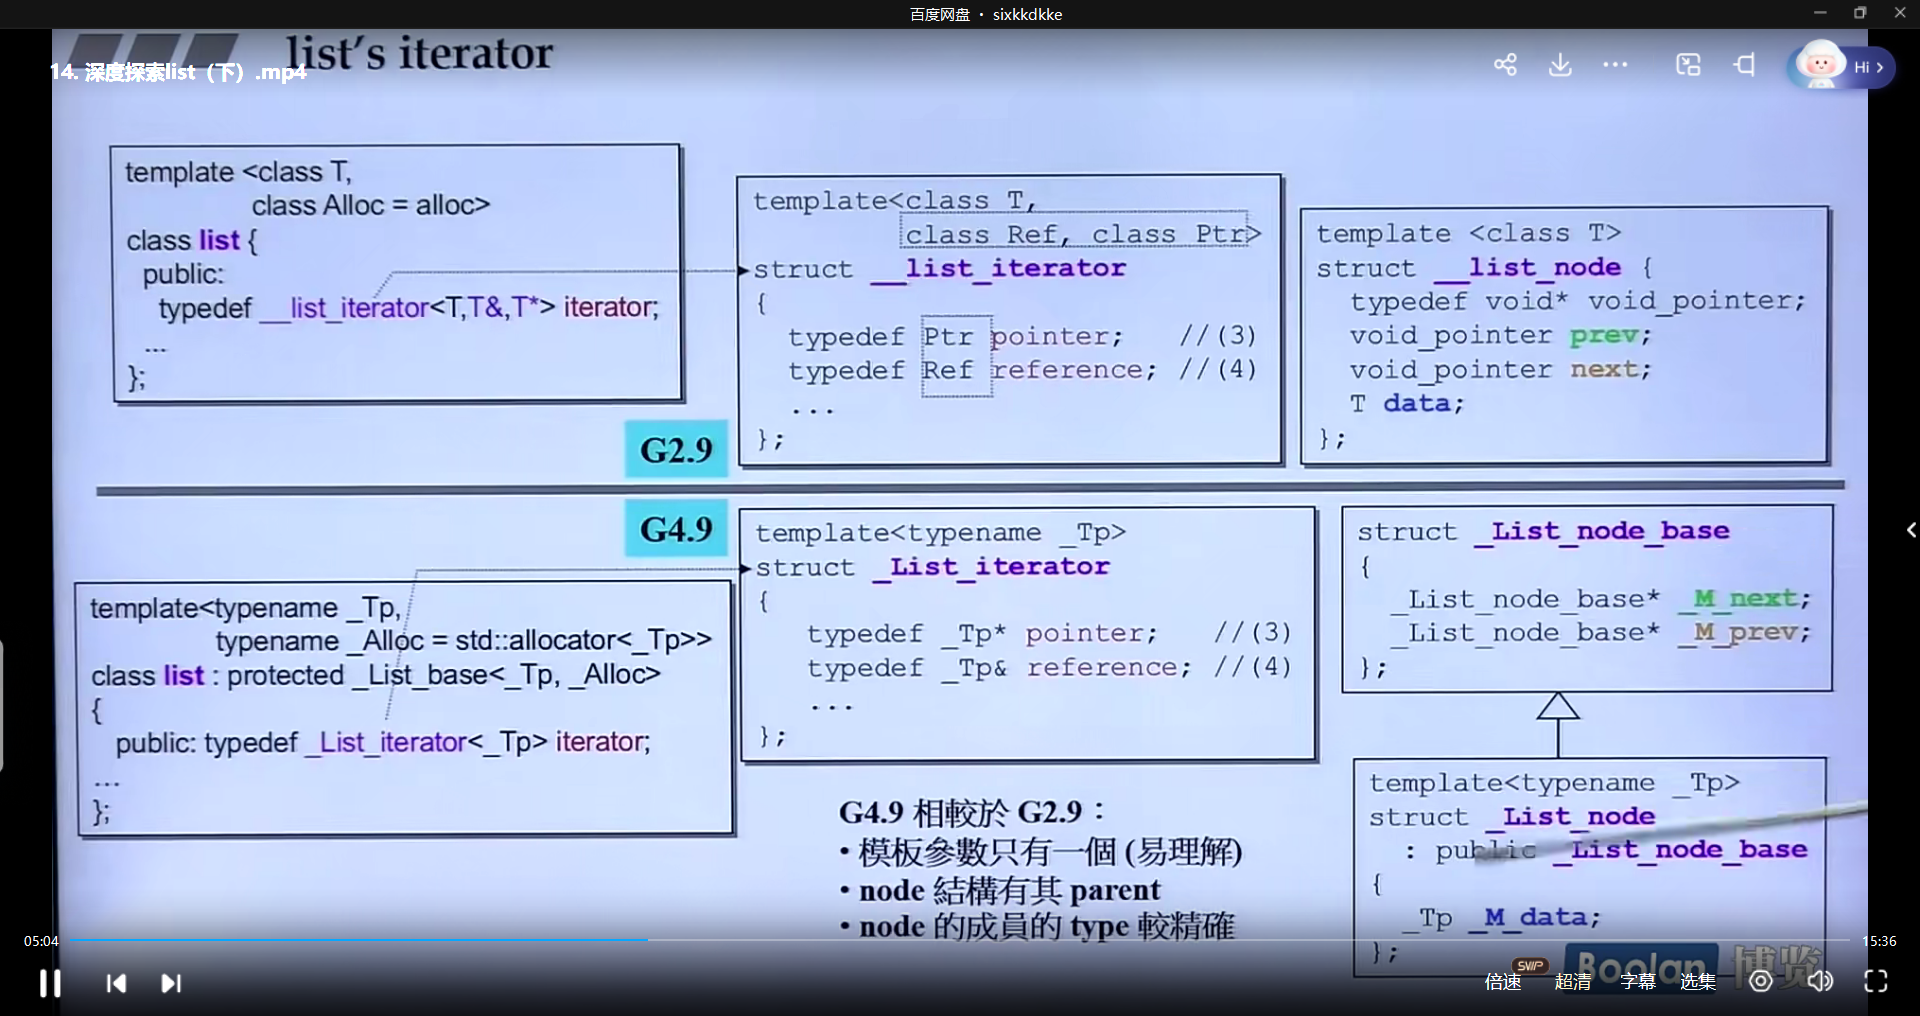 百度网盘 · sixkkdkke
list's iterator
14. 深度探索list（下）.mp4
Hi
template <class T,
class Alloc = alloc>
class list {
public:
typedef __list_iterator<T,T&,T*> iterator;
...
};
template<class T,
class Ref, class Ptr>
struct __list_iterator
{
typedef Ptr pointer; //(3)
typedef Ref reference; //(4)
...
};
template <class T>
struct __list_node {
typedef void* void_pointer;
void_pointer prev;
void_pointer next;
T data;
};
G2.9
G4.9
template<typename _Tp,
typename _Alloc = std::allocator<_Tp>>
class list : protected _List_base<_Tp, _Alloc>
{
public: typedef _List_iterator<_Tp> iterator;
...
};
template<typename _Tp>
struct _List_iterator
{
typedef _Tp* pointer; //(3)
typedef _Tp& reference; //(4)
...
};
struct _List_node_base
{
_List_node_base* _M_next;
_List_node_base* _M_prev;
};
template<typename _Tp>
struct _List_node
: public _List_node_base
{
_Tp _M_data;
};
G4.9 相較於 G2.9：
• 模板參數只有一個 (易理解)
• node 結構有其 parent
• node 的成員的 type 較精確
05:04
15:36
Boolan 博览
SVIP
倍速 超清 字幕 选集